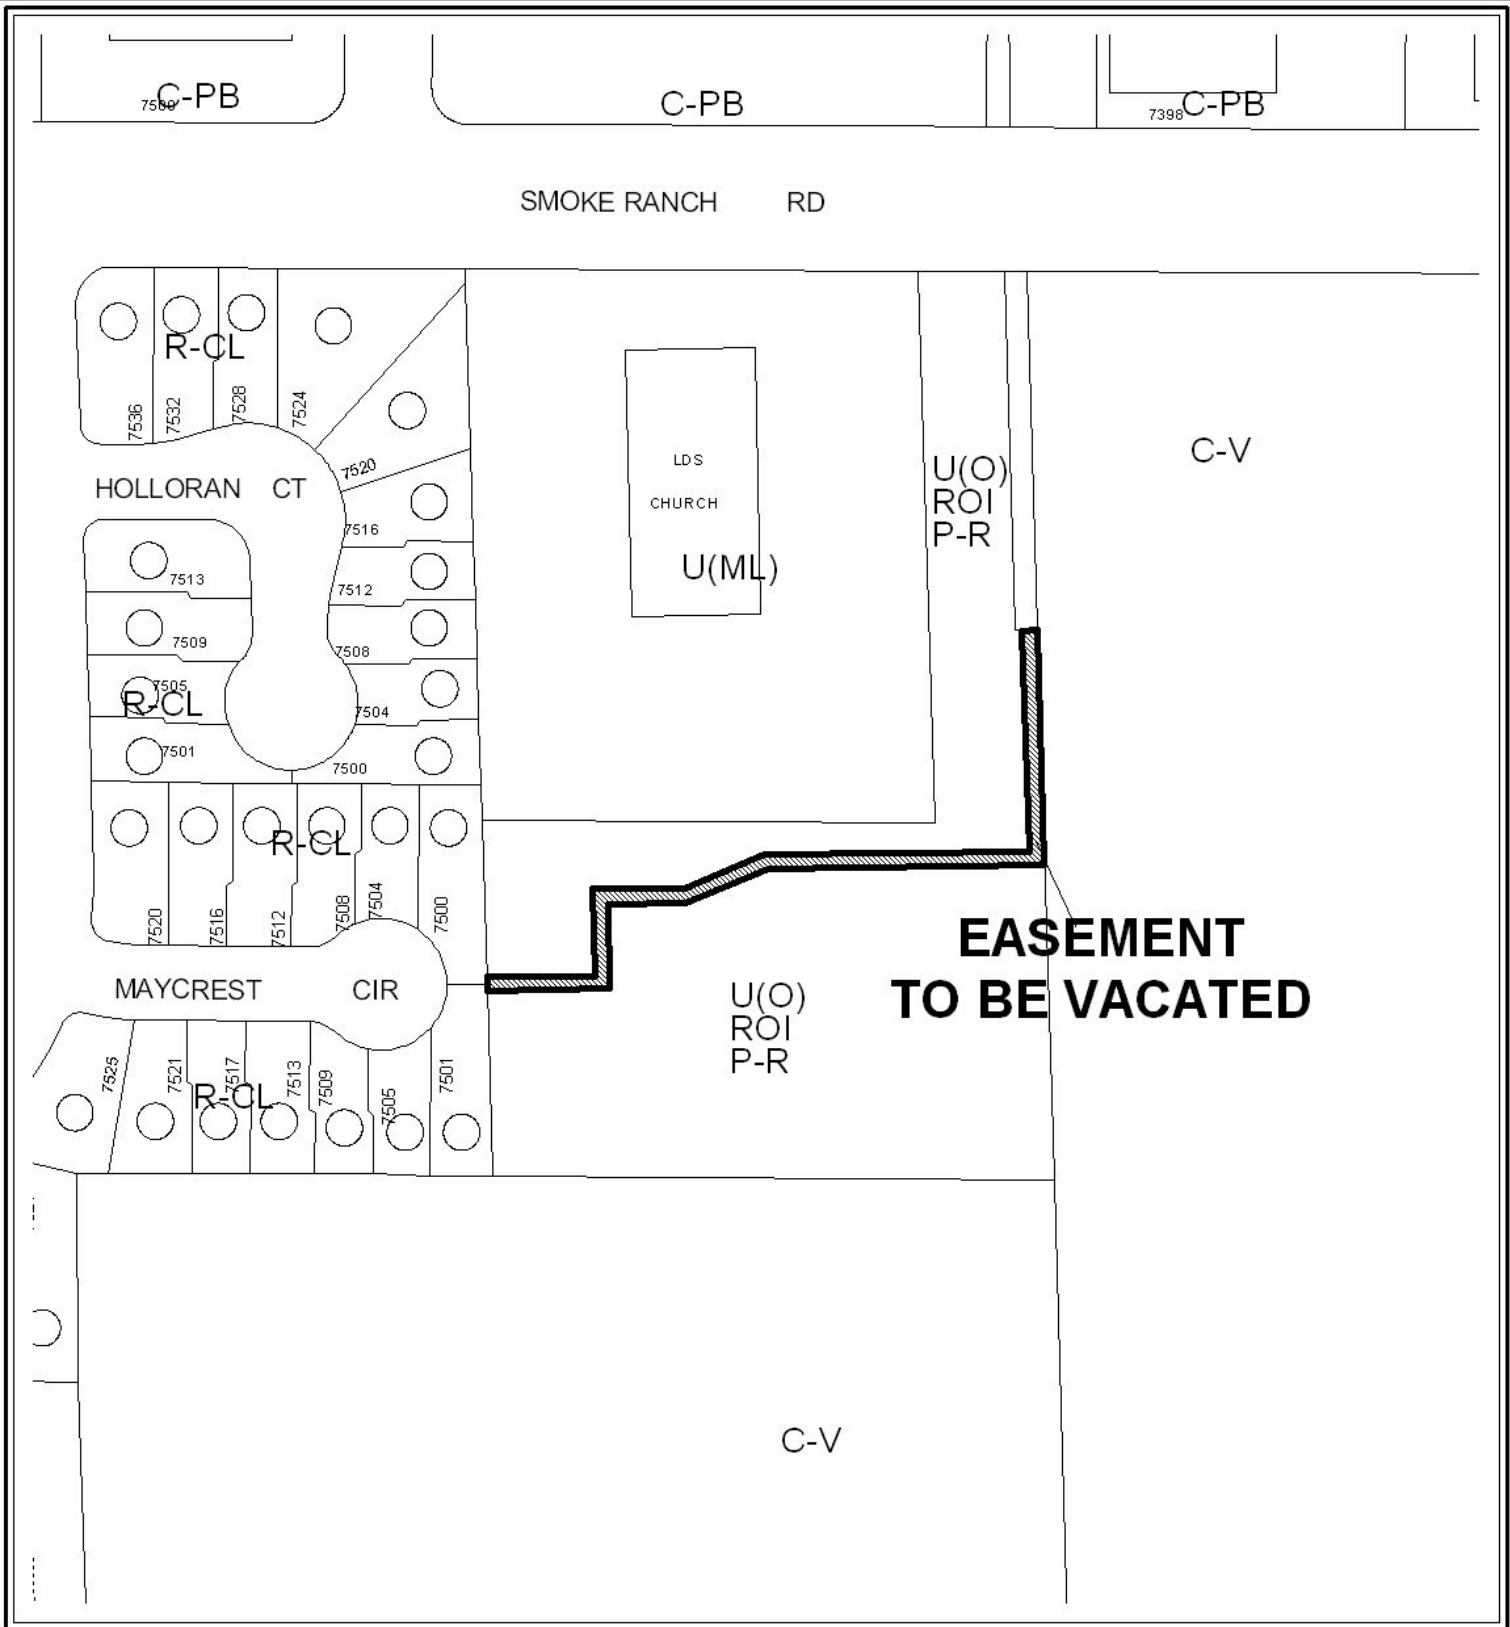 C-PB
7500
C-PB
C-PB
7398
SMOKE RANCH RD
R-CL
7536
7532
7528
7524
7520
HOLLORAN CT
7516
7513
7512
7509
7508
7505
R-CL
7504
7501
7500
LDS
CHURCH
U(ML)
U(O)
ROI
P-R
C-V
R-CL
7520
7516
7512
7508
7504
7500
MAYCREST CIR
EASEMENT
TO BE VACATED
U(O)
ROI
P-R
7525
7521
7517
7513
7509
7505
7501
R-CL
C-V